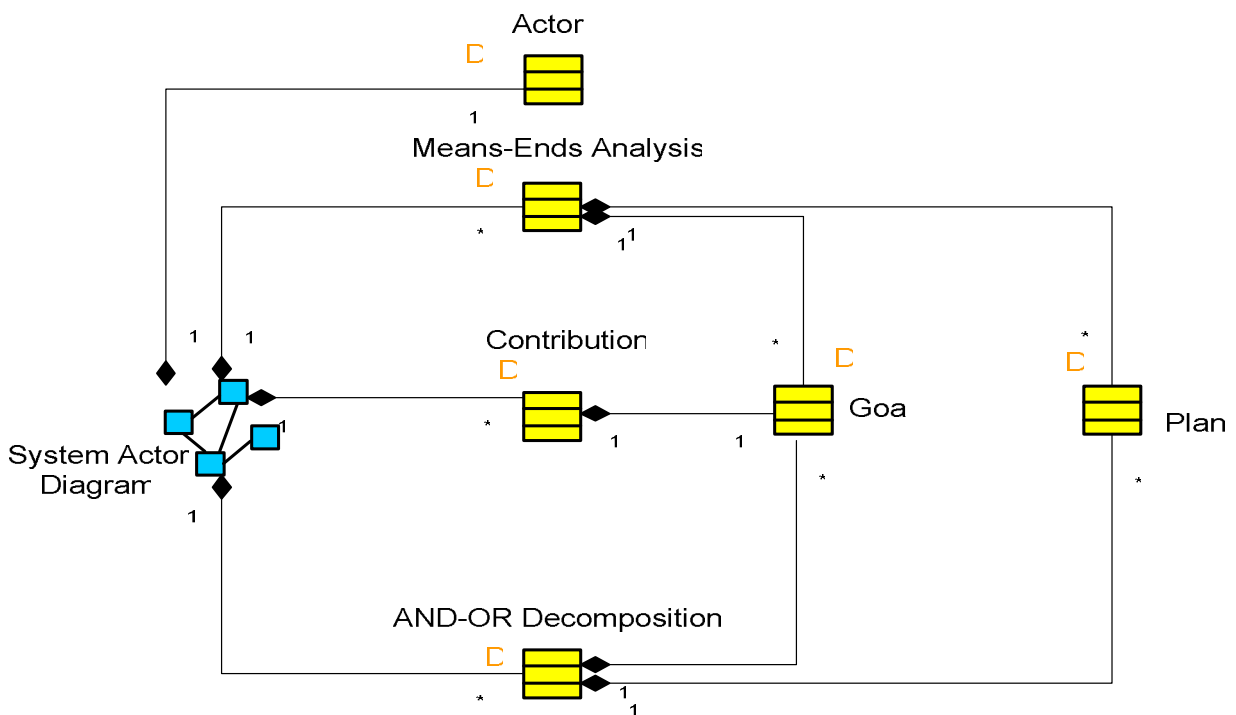 Actor
D
1
Means-Ends Analysis
D
*
1 1
1 1
Contribution
*
*
D
D
D
*
1
1
1
Goa
Plan
System Actor
Diagram
*
*
1
AND-OR Decomposition
D
*
1
1